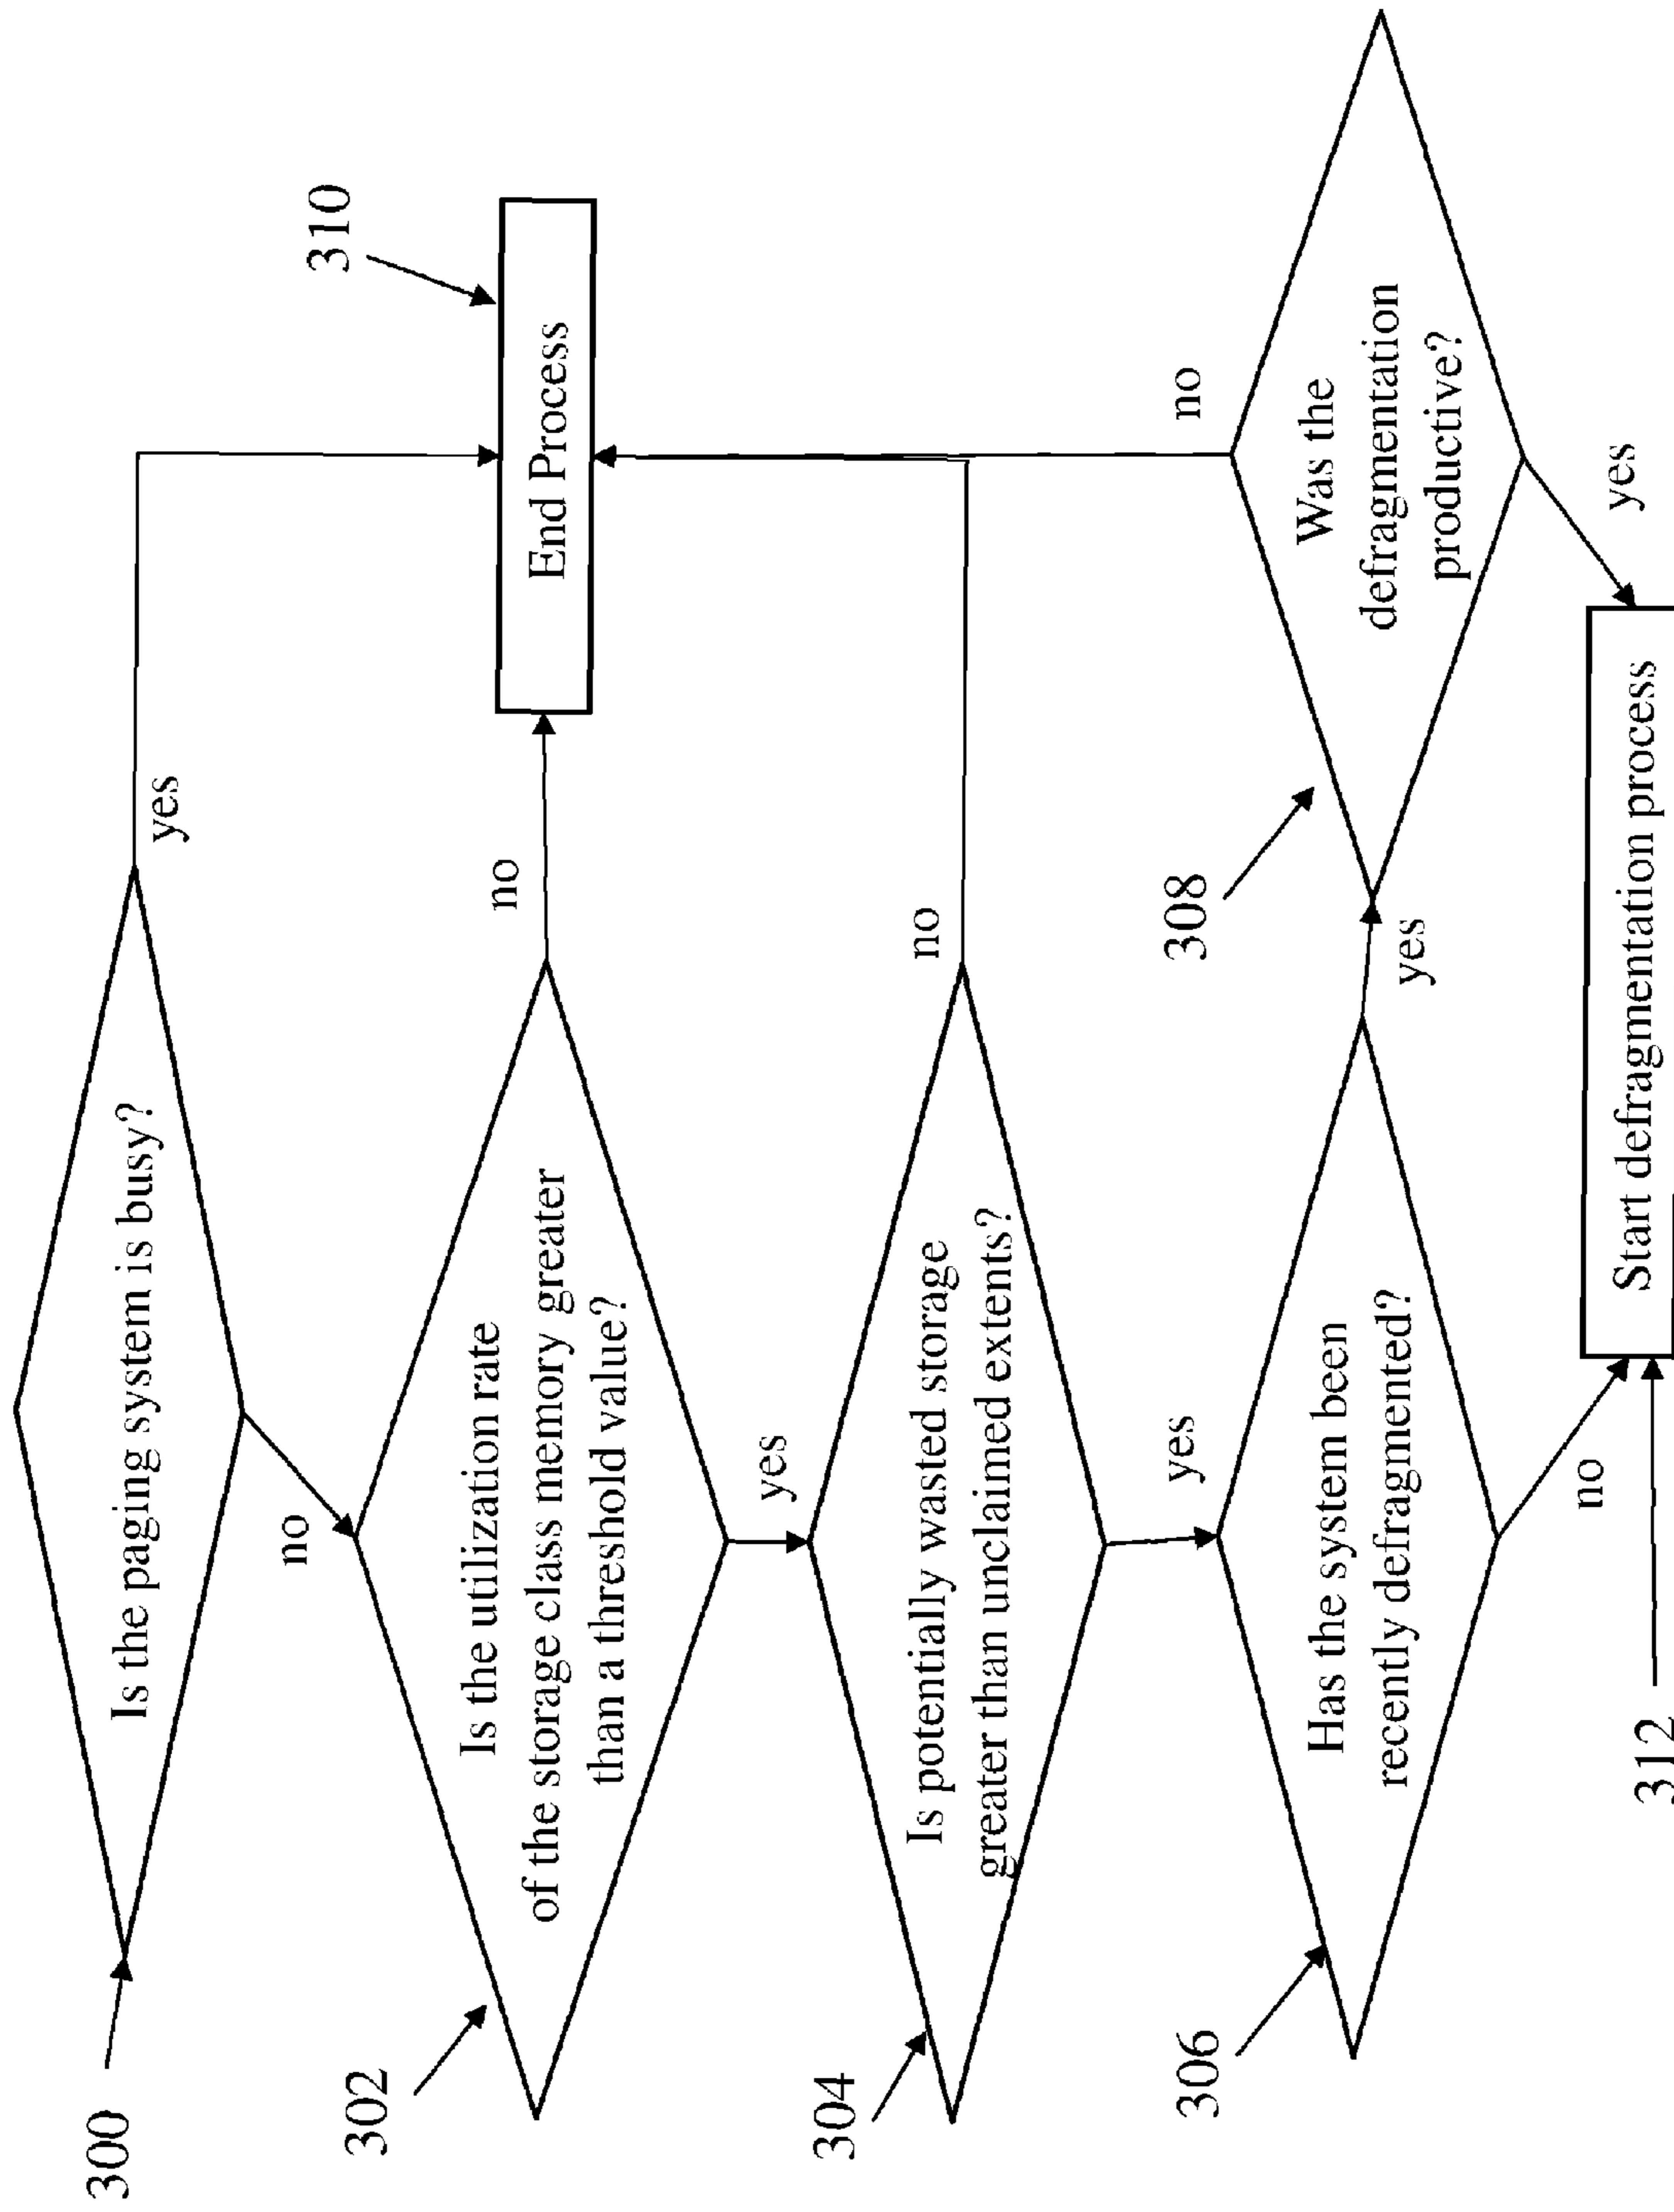 300
Is the paging system is busy?
yes
no
302
Is the utilization rate
of the storage class memory greater
than a threshold value?
no
310
End Process
yes
304
Is potentially wasted storage
greater than unclaimed extents?
no
yes
306
Has the system been
recently defragmented?
yes
308
Was the
defragmentation
productive?
no
yes
no
312
Start defragmentation process